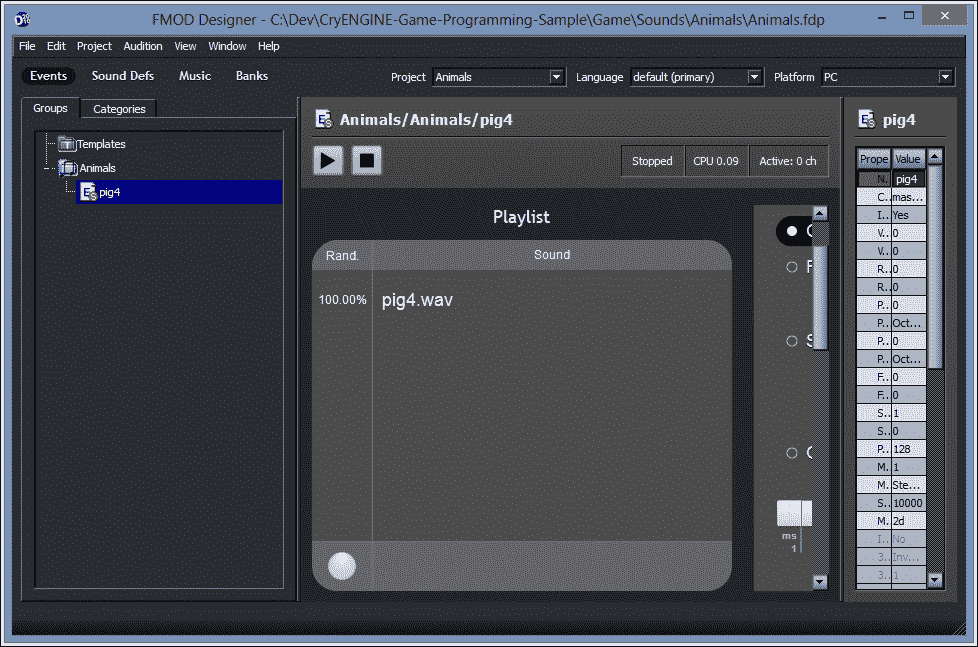 FMOD Designer - C:\Dev\CryENGINE-Game-Programming-Sample\Game\Sounds\Animals\Animals.fdp
File Edit Project Audition View Window Help
Events Sound Defs Music Banks Project Animals Language default (primary) Platform PC
Groups Categories
Templates
Animals
pig4
Animals/Animals/pig4
Stopped CPU 0.09 Active: 0 ch
Playlist
Rand. Sound
100.00% pig4.wav
ms
1
pig4
Prope Value
N. pig4
C.. mas...
I.. Yes
V.. 0
V.. 0
R.. 0
R.. 0
P.. 0
P.. Oct...
P.. 0
P.. Oct...
F.. 0
F.. 0
S.. 1
S.. 0
P.. 128
M. 1
M. Ste...
S.. 10000
M. 2d
I.. No
3.. Inv...
3.. 1